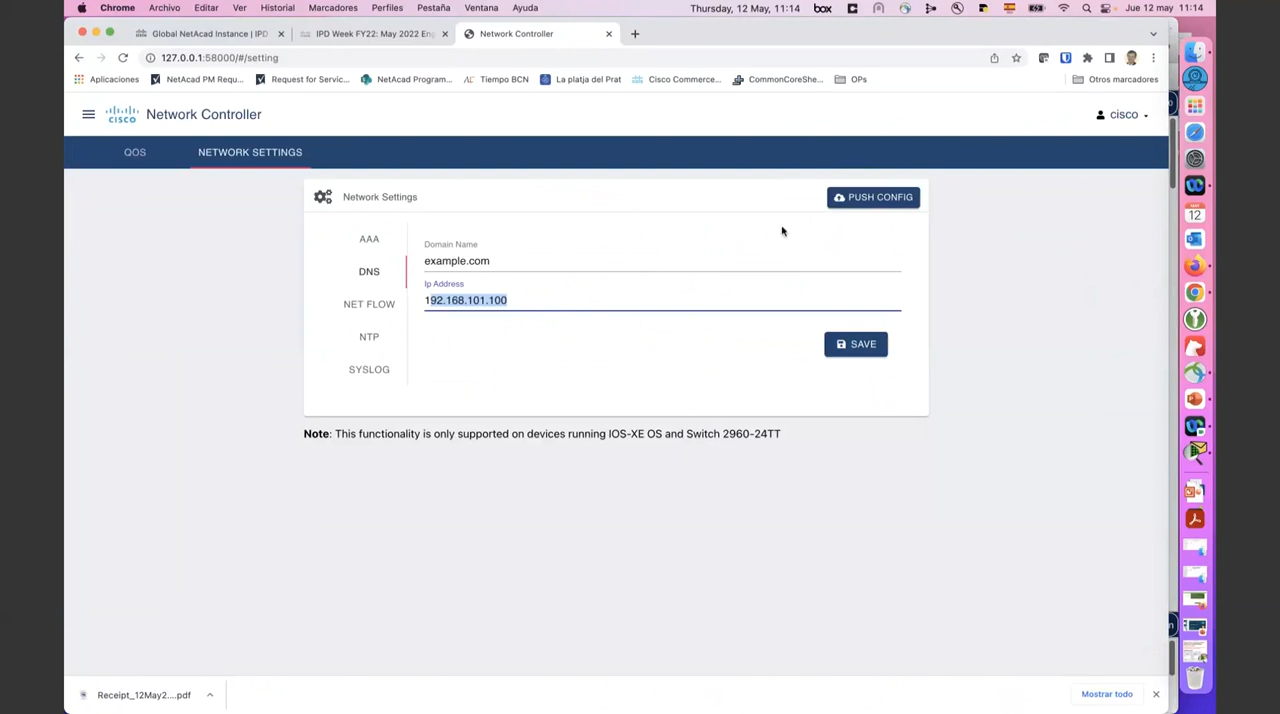 Chrome Archivo Editar Ver Historial Marcadores Perfiles Pestaña Ventana Ayuda Thursday, 12 May, 11:14 box Jue 12 may 11:14
Global NetAcad Instance | IPD IPD Week FY22: May 2022 Eng Network Controller
127.0.0.1:58000/#/setting
Aplicaciones NetAcad PM Requ... Request for Servic... NetAcad Program... Tiempo BCN La platja del Prat Cisco Commerce... CommonCoreShe... OPs Otros marcadores
CISCO Network Controller cisco
QOS NETWORK SETTINGS
Network Settings PUSH CONFIG
AAA
DNS
NET FLOW
NTP
SYSLOG
Domain Name
example.com
Ip Address
192.168.101.100
SAVE
Note: This functionality is only supported on devices running IOS-XE OS and Switch 2960-24TT
Receipt_12May2....pdf Mostrar todo
MAY
12